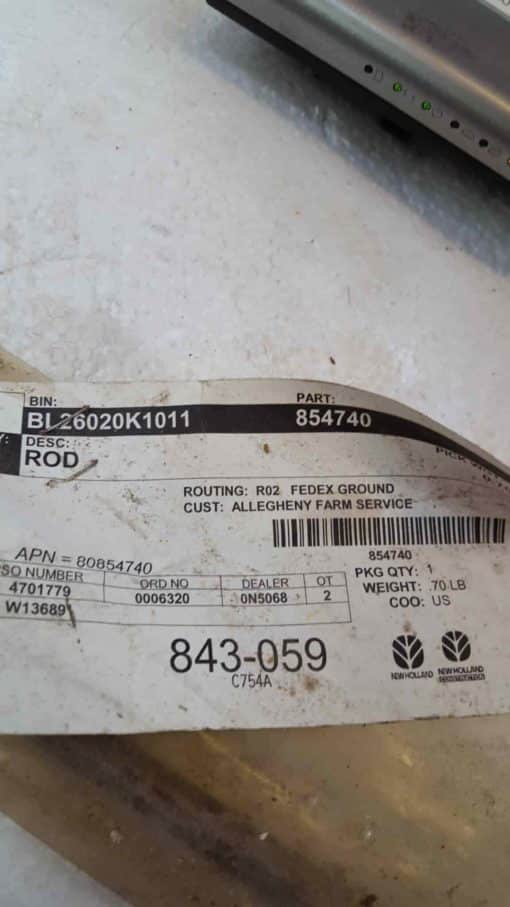 BIN:
BL26020K1011
PART:
854740
Y:
DESC:
ROD
ROUTING: R02 FEDEX GROUND
CUST: ALLEGHENY FARM SERVICE
854740
APN = 80854740
PKG QTY: 1
WEIGHT: .70 LB
COO: US
SO NUMBER ORD NO DEALER OT
4701779 0006320 0N5068 2
W13689
843-059
C754A
NEW HOLLAND
NEW HOLLAND
CONSTRUCTION